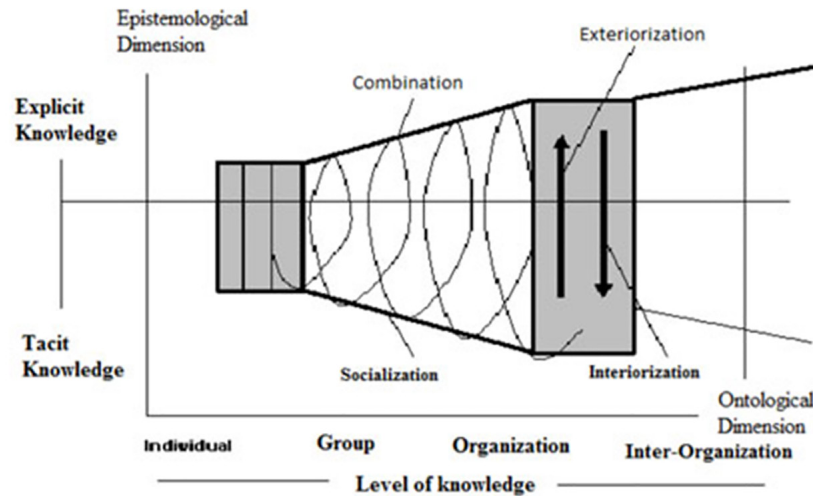 Epistemological
Dimension
Exteriorization
Combination
Explicit
Knowledge
Tacit
Knowledge
Socialization
Interiorization
Ontological
Dimension
Individual
Group
Organization
Inter-Organization
Level of knowledge